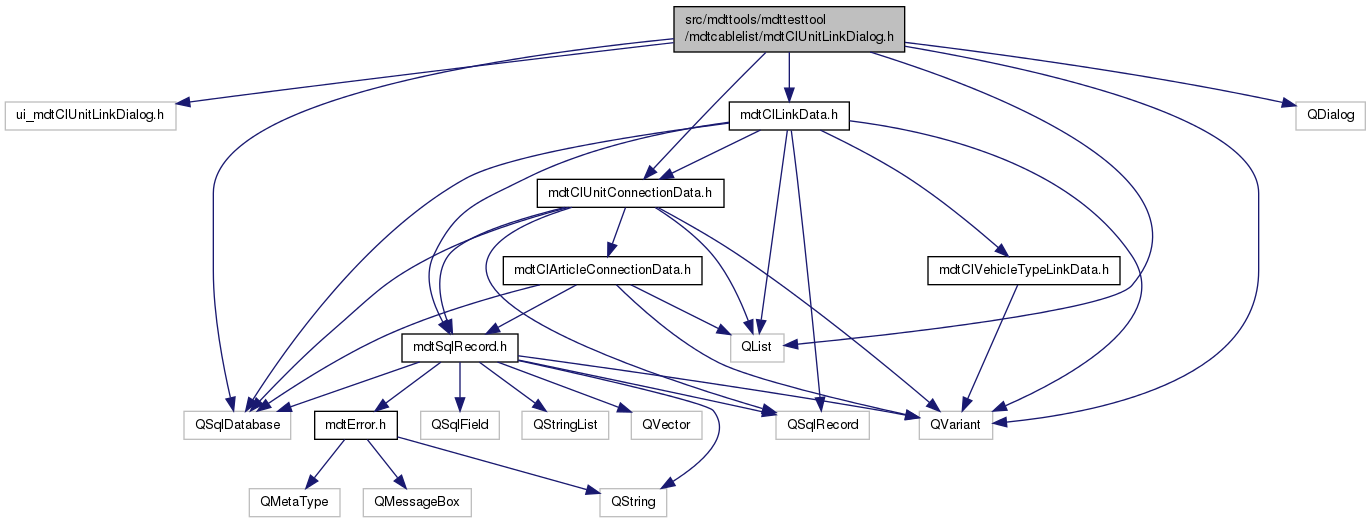 src/mdttools/mdttesttool
/mdtcablelist/mdtClUnitLinkDialog.h
ui_mdtClUnitLinkDialog.h
mdtClLinkData.h
QDialog
mdtClUnitConnectionData.h
mdtClArticleConnectionData.h
mdtClVehicleTypeLinkData.h
mdtSqlRecord.h
QList
QSqlDatabase
mdtError.h
QSqlField
QStringList
QVector
QSqlRecord
QVariant
QMetaType
QMessageBox
QString